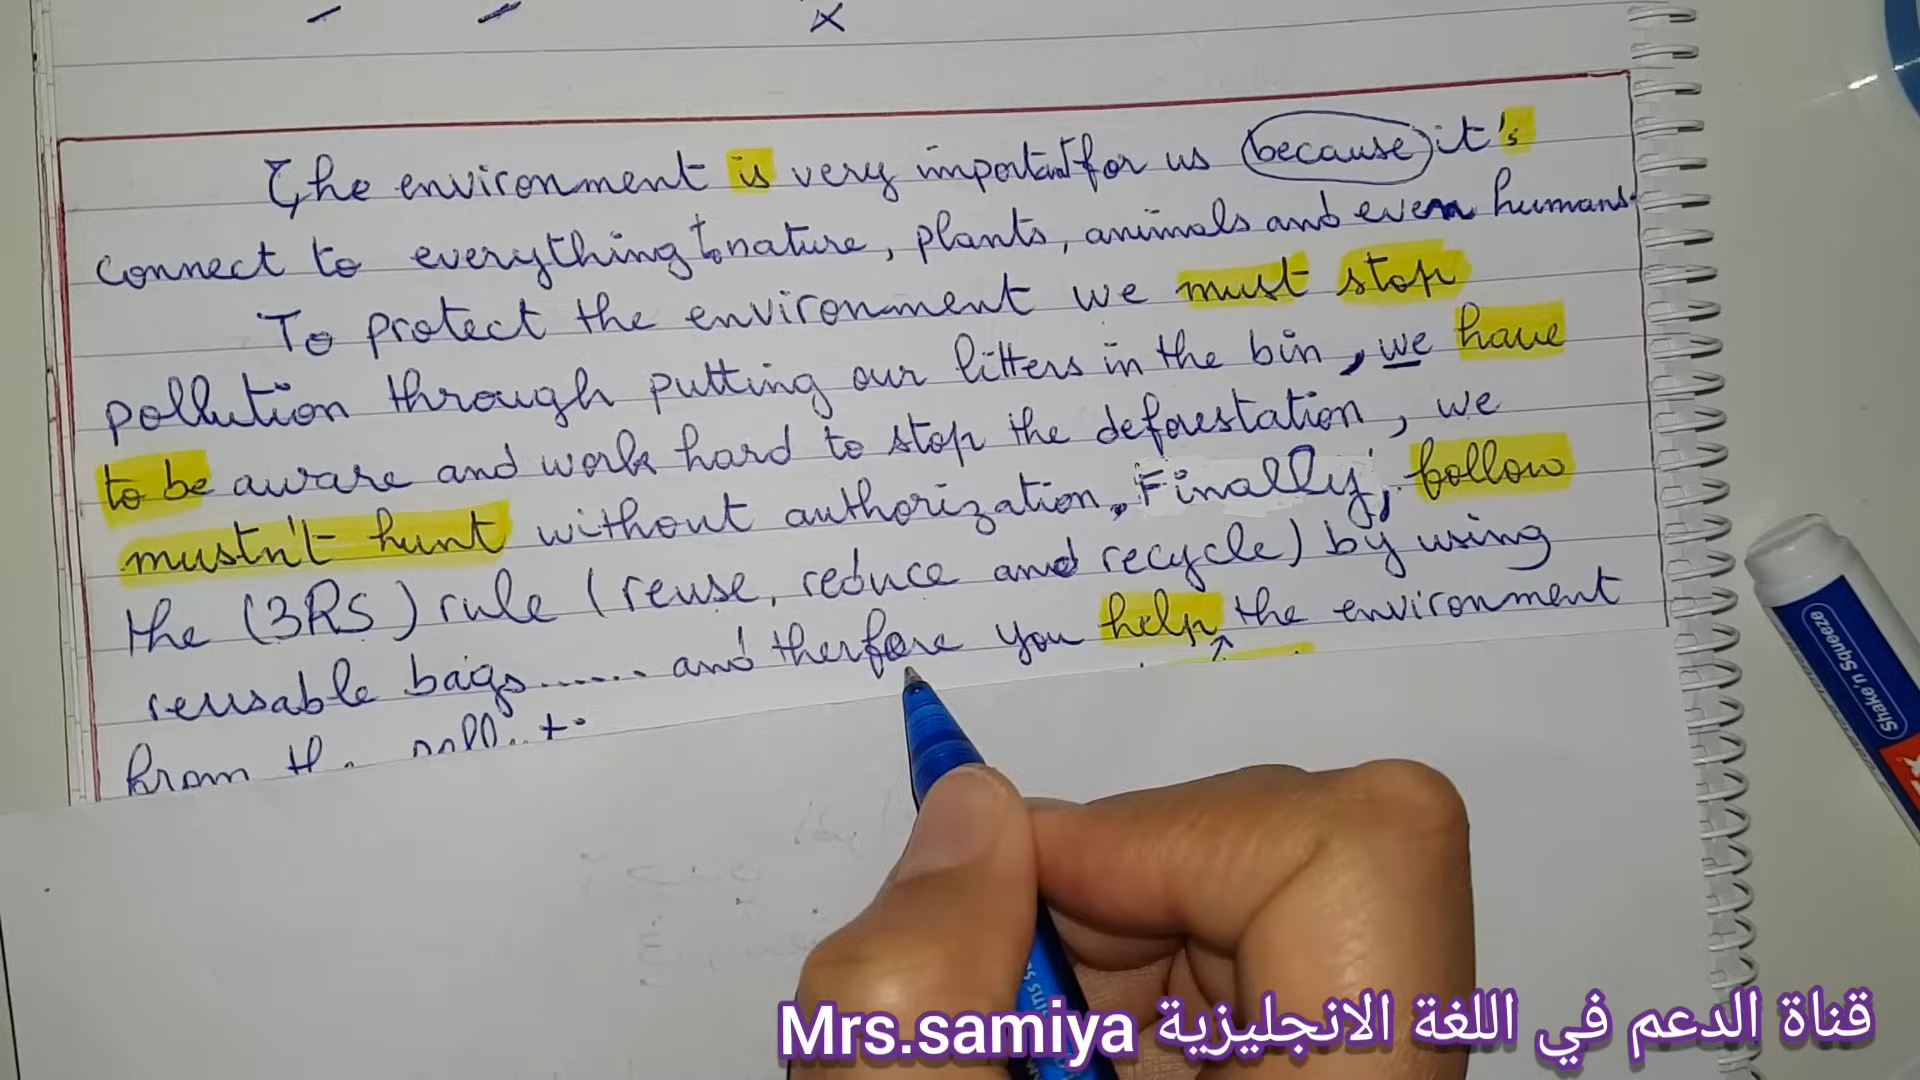 The environment is very important for us because it's
connect to everything to nature, plants, animals and even humans.
To protect the environment we must stop
pollution through putting our litters in the bin, we have
to be aware and work hard to stop the deforestation, we
mustn't hunt without authorization, Finally, follow
the (3RS) rule (reuse, reduce and recycle) by using
reusable bags....... and therfore you help the environment
from the
Shake'n Squeeze
Mrs.samiya قناة الدعم في اللغة الانجليزية